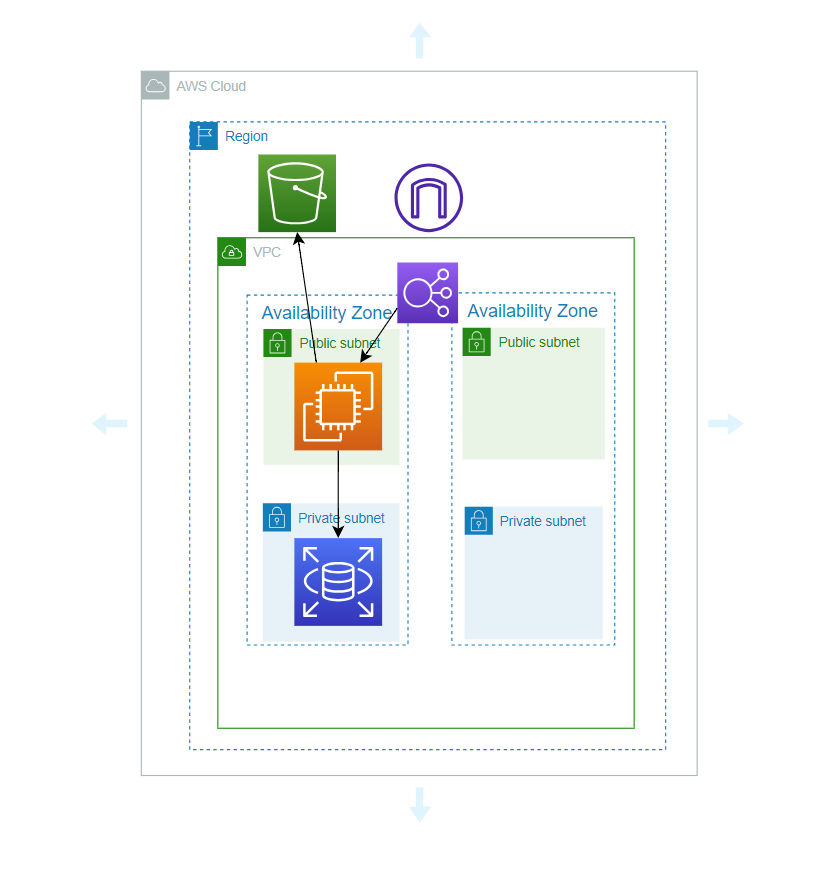 AWS Cloud
Region
VPC
Availability Zone
Availability Zone
Public subnet
Public subnet
Private subnet
Private subnet